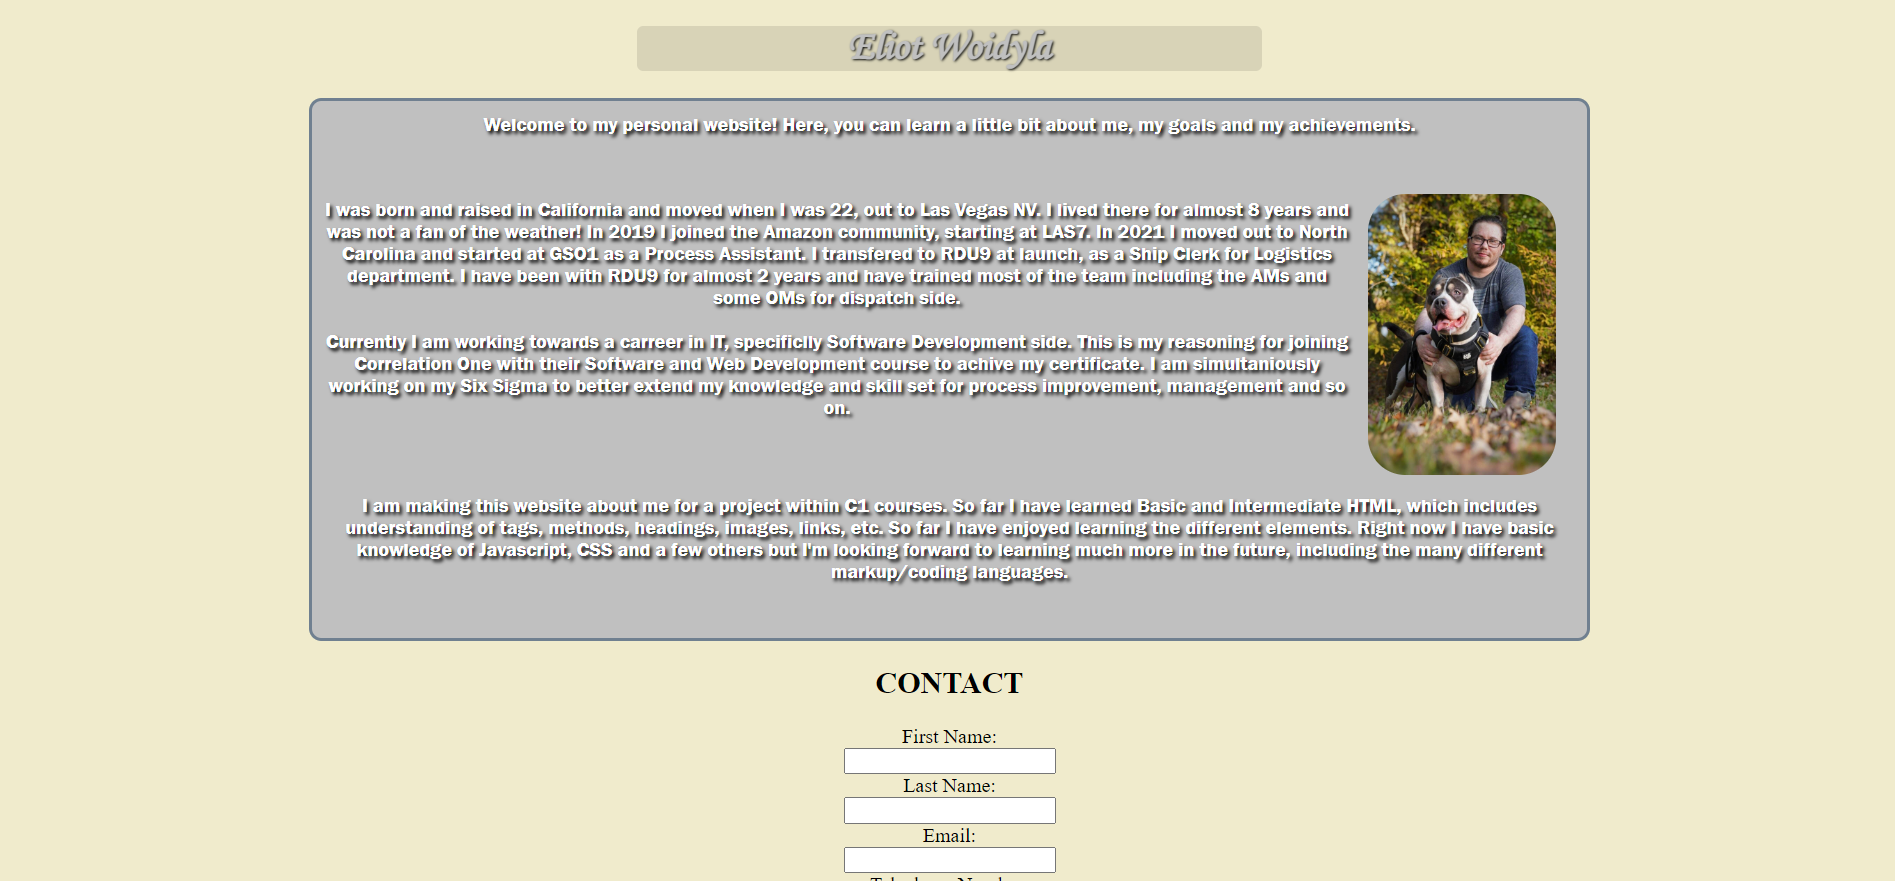 Eliot Woidyla
Welcome to my personal website! Here, you can learn a little bit about me, my goals and my achievements.
I was born and raised in California and moved when I was 22, out to Las Vegas NV. I lived there for almost 8 years and
was not a fan of the weather! In 2019 I joined the Amazon community, starting at LAS7. In 2021 I moved out to North
Carolina and started at GSO1 as a Process Assistant. I transfered to RDU9 at launch, as a Ship Clerk for Logistics
department. I have been with RDU9 for almost 2 years and have trained most of the team including the AMs and
some OMs for dispatch side.
Currently I am working towards a carreer in IT, specificlly Software Development side. This is my reasoning for joining
Correlation One with their Software and Web Development course to achive my certificate. I am simultaniously
working on my Six Sigma to better extend my knowledge and skill set for process improvement, management and so
on.
I am making this website about me for a project within C1 courses. So far I have learned Basic and Intermediate HTML, which includes
understanding of tags, methods, headings, images, links, etc. So far I have enjoyed learning the different elements. Right now I have basic
knowledge of Javascript, CSS and a few others but I'm looking forward to learning much more in the future, including the many different
markup/coding languages.
CONTACT
First Name:
Last Name:
Email: